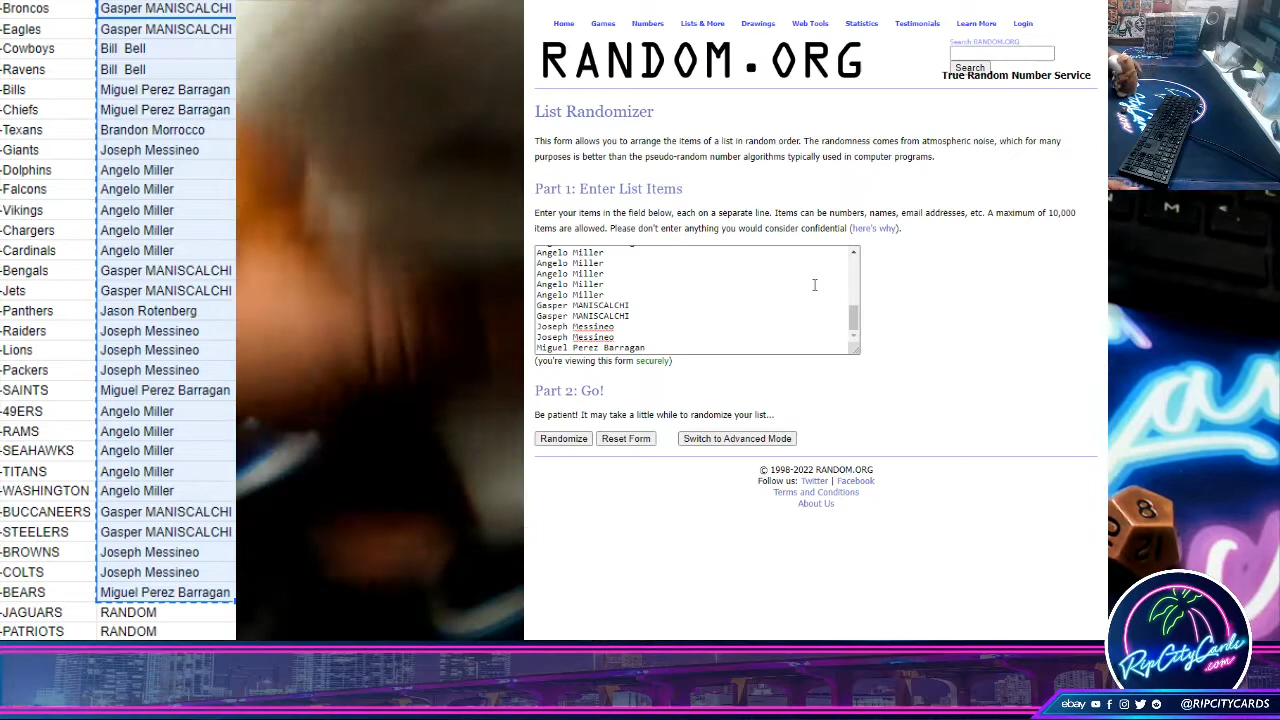 -Broncos Gasper MANISCALCHI
-Eagles Gasper MANISCALCHI
-Cowboys Bill  Bell
-Ravens Bill  Bell
-Bills Miguel Perez Barragan
-Chiefs Miguel Perez Barragan
-Texans Brandon Morrocco
-Giants Joseph Messineo
-Dolphins Angelo Miller
-Falcons Angelo Miller
-Vikings Angelo Miller
-Chargers Angelo Miller
-Cardinals Angelo Miller
-Bengals Gasper MANISCALCHI
-Jets Gasper MANISCALCHI
-Panthers Jason Rotenberg
-Raiders Joseph Messineo
-Lions Joseph Messineo
-Packers Joseph Messineo
-SAINTS Miguel Perez Barragan
-49ERS Angelo Miller
-RAMS Angelo Miller
-SEAHAWKS Angelo Miller
-TITANS Angelo Miller
-WASHINGTON Angelo Miller
-BUCCANEERS Gasper MANISCALCHI
-STEELERS Gasper MANISCALCHI
-BROWNS Joseph Messineo
-COLTS Joseph Messineo
-BEARS Miguel Perez Barragan
-JAGUARS RANDOM
-PATRIOTS RANDOM
Home Games Numbers Lists & More Drawings Web Tools Statistics Testimonials Learn More Login
RANDOM.ORG
Search RANDOM.ORG
Search
True Random Number Service
List Randomizer
This form allows you to arrange the items of a list in random order. The randomness comes from atmospheric noise, which for many
purposes is better than the pseudo-random number algorithms typically used in computer programs.
Part 1: Enter List Items
Enter your items in the field below, each on a separate line. Items can be numbers, names, email addresses, etc. A maximum of 10,000
items are allowed. Please don't enter anything you would consider confidential (here's why).
Angelo Miller
Angelo Miller
Angelo Miller
Angelo Miller
Angelo Miller
Gasper MANISCALCHI
Gasper MANISCALCHI
Joseph Messineo
Joseph Messineo
Miguel Perez Barragan
(you're viewing this form securely)
Part 2: Go!
Be patient! It may take a little while to randomize your list...
Randomize Reset Form Switch to Advanced Mode
© 1998-2022 RANDOM.ORG
Follow us: Twitter | Facebook
Terms and Conditions
About Us
RipCityCards
.com
ebay @RIPCITYCARDS